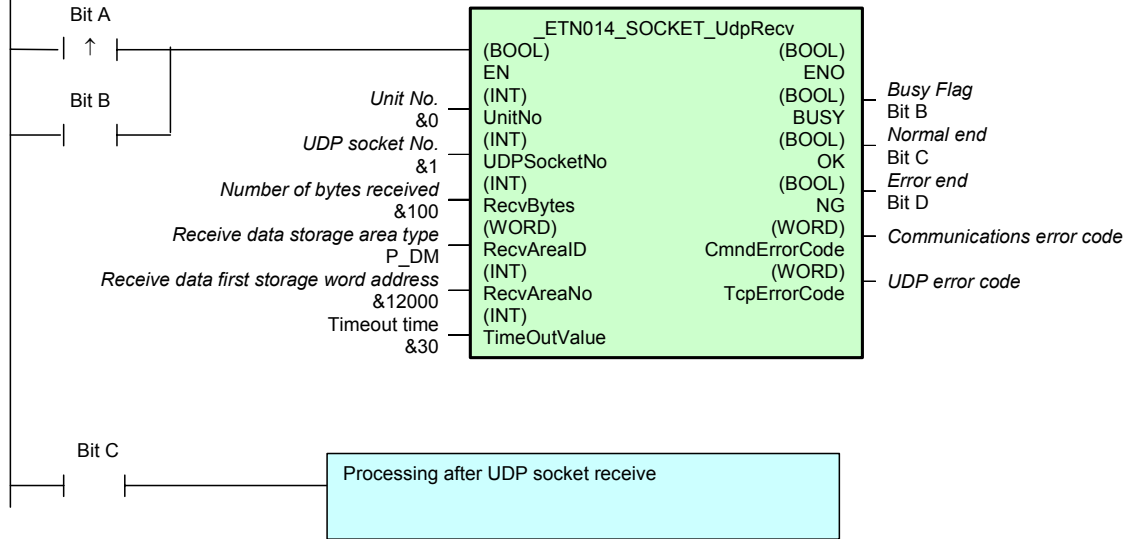 Bit A
↑
Bit B
_ETN014_SOCKET_UdpRecv
(BOOL) (BOOL)
EN ENO
Unit No. (INT) (BOOL) Busy Flag
&0 UnitNo BUSY Bit B
UDP socket No. (INT) (BOOL) Normal end
&1 UDPSocketNo OK Bit C
Number of bytes received (INT) (BOOL) Error end
&100 RecvBytes NG Bit D
Receive data storage area type (WORD) (WORD) Communications error code
P_DM RecvAreaID CmndErrorCode
Receive data first storage word address (INT) (WORD) UDP error code
&12000 RecvAreaNo TcpErrorCode
Timeout time (INT)
&30 TimeOutValue
Bit C
Processing after UDP socket receive